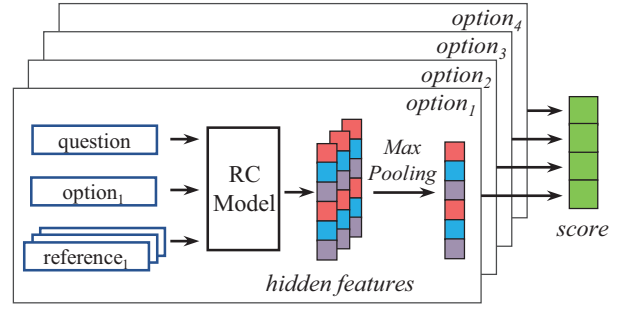 option₄
option₃
option₂
option₁
question
option₁
reference₁
RC
Model
Max
Pooling
hidden features
score